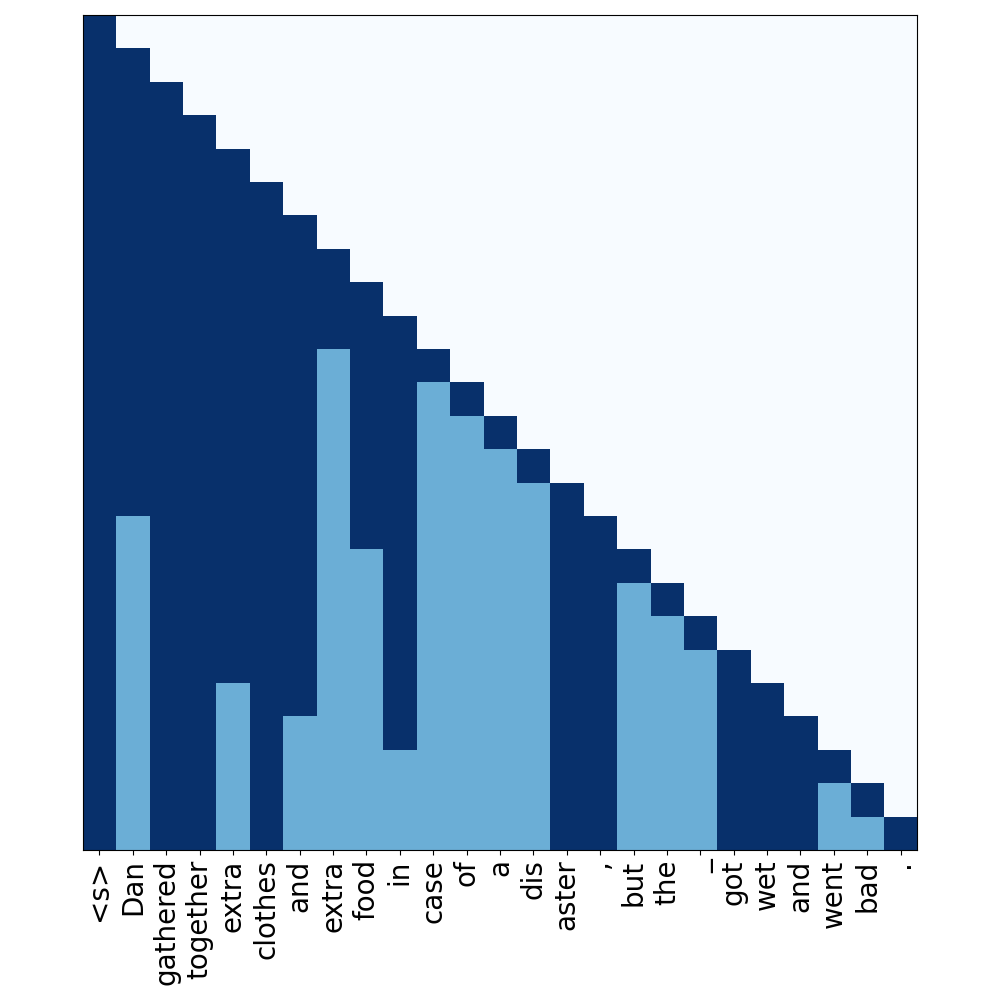 <s> Dan gathered together extra clothes and extra food in case of a dis aster , but the _ got wet and went bad .